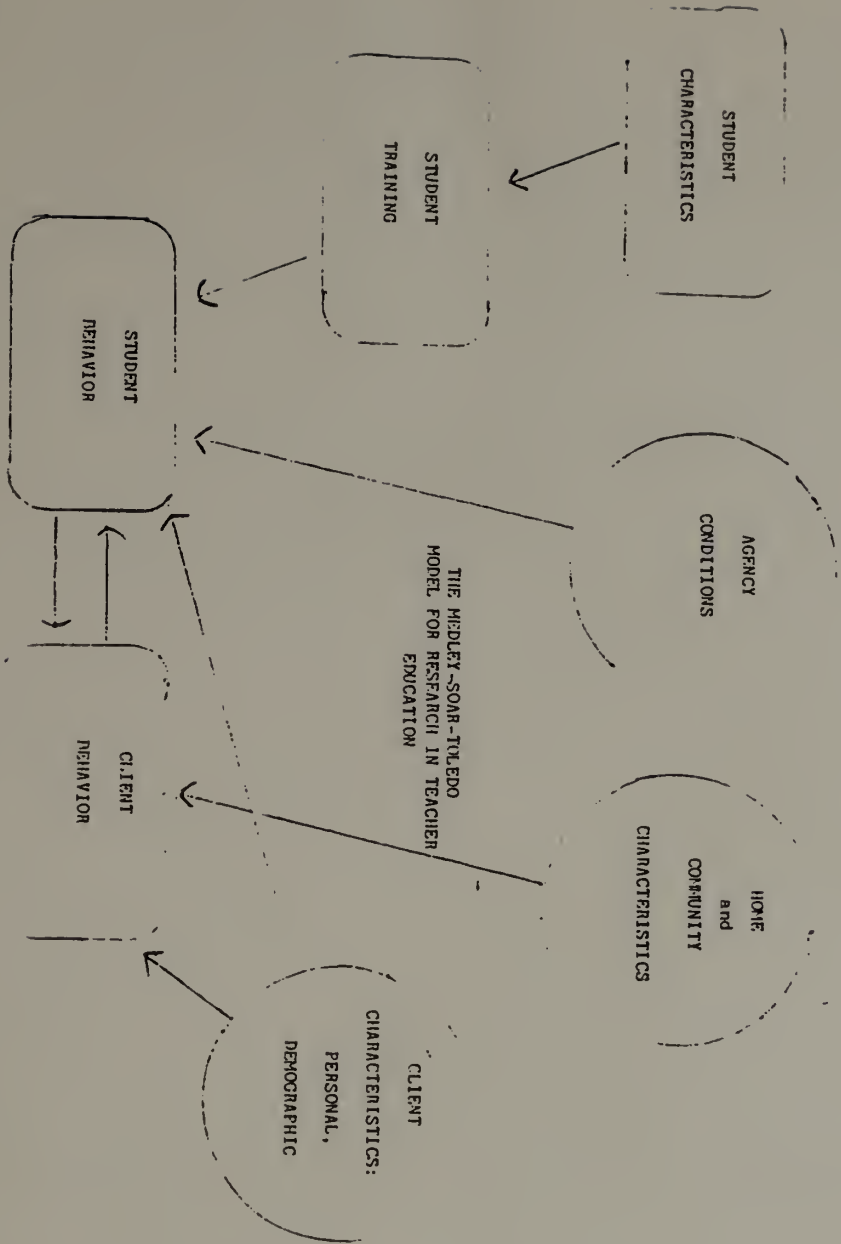 STUDENT
CHARACTERISTICS
AGENCY
CONDITIONS
HOME
and
COMMUNITY
CHARACTERISTICS
STUDENT
TRAINING
THE MEDLEY-SOAR-TOLEDO
MODEL FOR RESEARCH IN TEACHER
EDUCATION
CLIENT
CHARACTERISTICS:
PERSONAL,
DEMOGRAPHIC
STUDENT
BEHAVIOR
CLIENT
BEHAVIOR